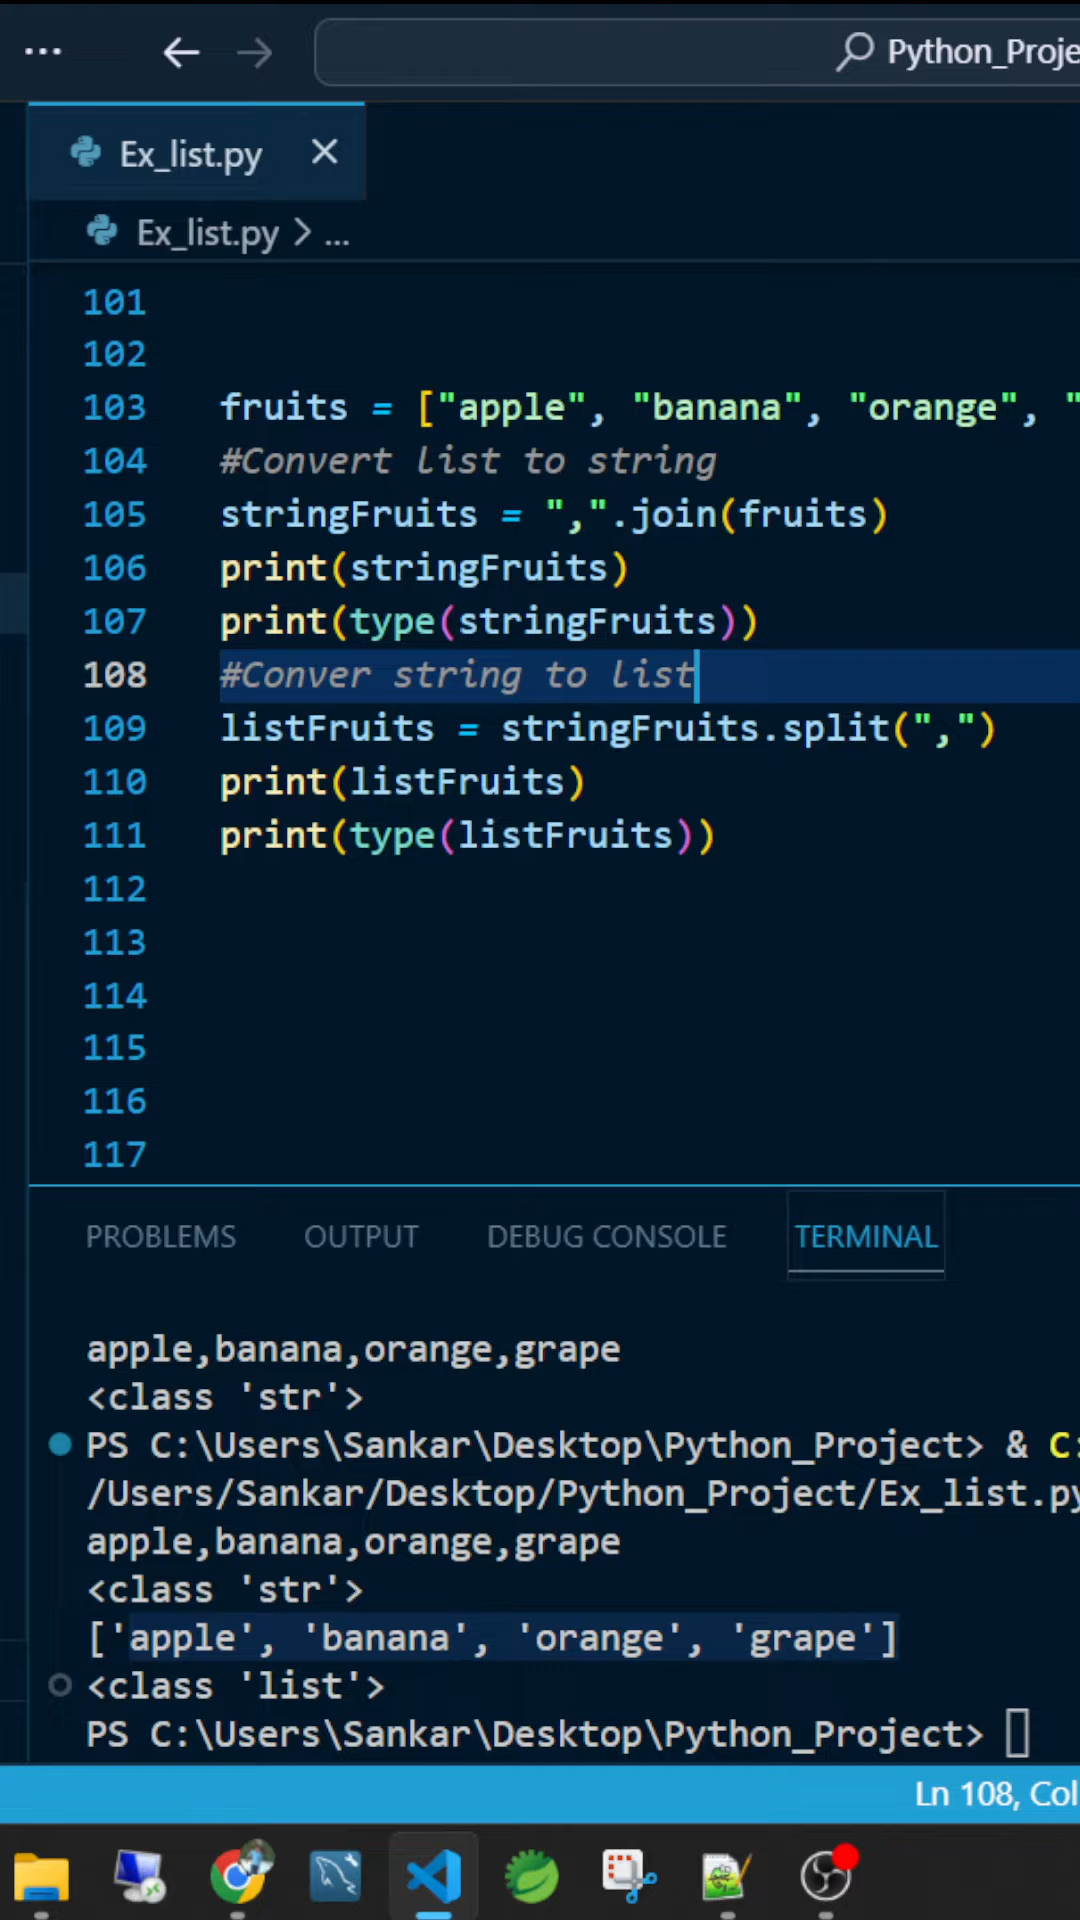 Python_Proje
Ex_list.py
Ex_list.py > ...
101
102
103 fruits = ["apple", "banana", "orange", "
104 #Convert list to string
105 stringFruits = ",".join(fruits)
106 print(stringFruits)
107 print(type(stringFruits))
108 #Conver string to list
109 listFruits = stringFruits.split(",")
110 print(listFruits)
111 print(type(listFruits))
112
113
114
115
116
117
PROBLEMS OUTPUT DEBUG CONSOLE TERMINAL
apple,banana,orange,grape
<class 'str'>
PS C:\Users\Sankar\Desktop\Python_Project> & C:
/Users/Sankar/Desktop/Python_Project/Ex_list.py
apple,banana,orange,grape
<class 'str'>
['apple', 'banana', 'orange', 'grape']
<class 'list'>
PS C:\Users\Sankar\Desktop\Python_Project>
Ln 108, Col